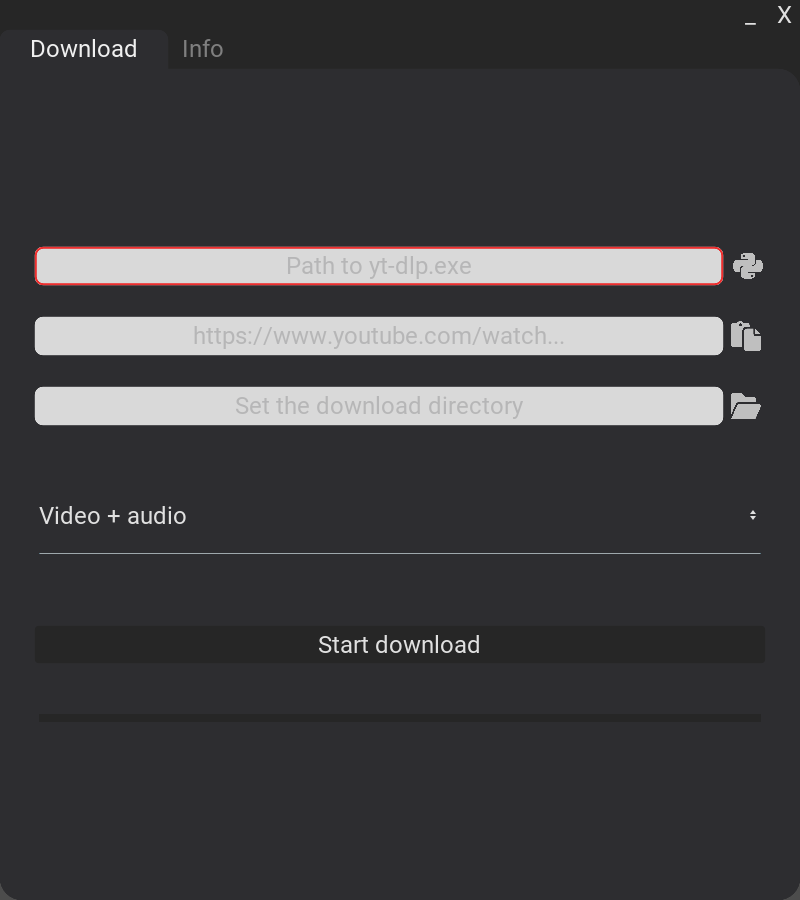 _ X
Download Info
Path to yt-dlp.exe
https://www.youtube.com/watch...
Set the download directory
Video + audio
Start download